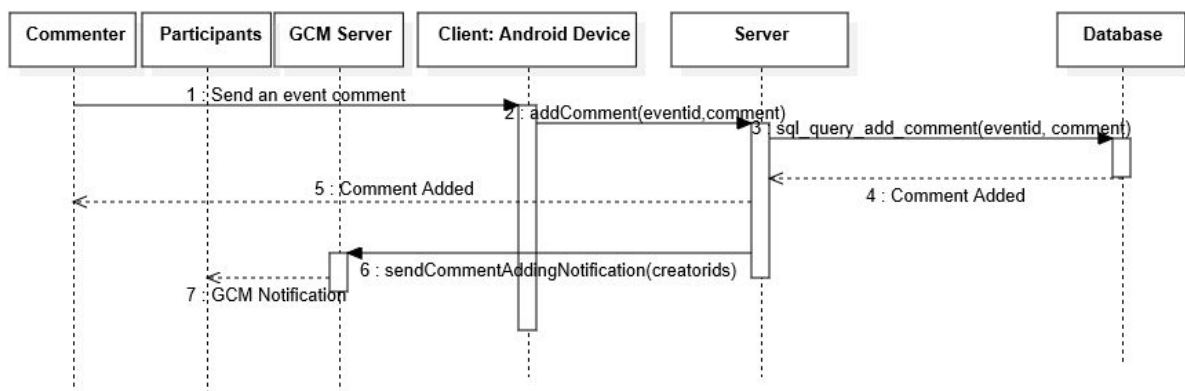 Commenter
Participants
GCM Server
Client: Android Device
Server
Database
1 : Send an event comment
2 : addComment(eventid,comment)
3 : sql_query_add_comment(eventid, comment)
4 : Comment Added
5 : Comment Added
6 : sendCommentAddingNotification(creatorids)
7 : GCM Notification